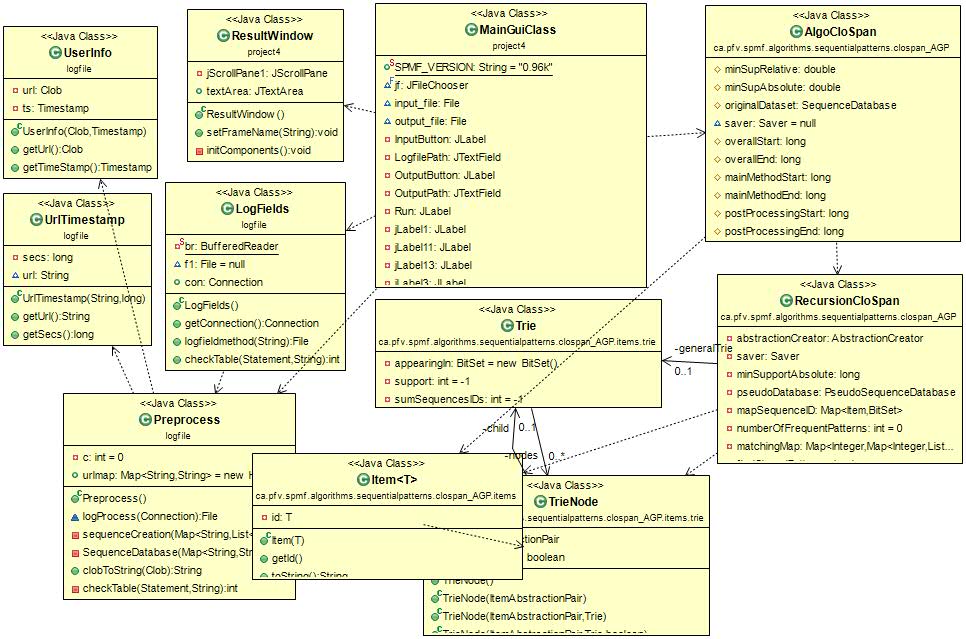 <<Java Class>>
UserInfo
logfile
url: Clob
ts: Timestamp
UserInfo(Clob,Timestamp)
getUrl():Clob
getTimeStamp():Timestamp
<<Java Class>>
ResultWindow
project4
jScrollPane1: JScrollPane
textArea: JTextArea
ResultWindow()
setFrameName(String):void
initComponents():void
<<Java Class>>
MainGuiClass
project4
SPMF_VERSION: String = "0.96k"
jf: JFileChooser
input_file: File
output_file: File
InputButton: JLabel
LogfilePath: JTextField
OutputButton: JLabel
OutputPath: JTextField
Run: JLabel
jLabel1: JLabel
jLabel11: JLabel
jLabel13: JLabel
jLabel3: JLabel
<<Java Class>>
AlgoCloSpan
ca.pfv.spmf.algorithms.sequentialpatterns.clospan_AGP
minSupRelative: double
minSupAbsolute: double
originalDataset: SequenceDatabase
saver: Saver = null
overallStart: long
overallEnd: long
mainMethodStart: long
mainMethodEnd: long
postProcessingStart: long
postProcessingEnd: long
<<Java Class>>
UrlTimestamp
logfile
secs: long
url: String
UrlTimestamp(String,long)
getUrl():String
getSecs():long
<<Java Class>>
LogFields
logfile
br: BufferedReader
f1: File = null
con: Connection
LogFields()
getConnection():Connection
logfieldmethod(String):File
checkTable(Statement,String):int
<<Java Class>>
Trie
ca.pfv.spmf.algorithms.sequentialpatterns.clospan_AGP.items.trie
appearingIn: BitSet = new BitSet()
support: int = -1
sumSequencesIDs: int = -1
-generalTrie
0..1
<<Java Class>>
RecursionCloSpan
ca.pfv.spmf.algorithms.sequentialpatterns.clospan_AGP
abstractionCreator: AbstractionCreator
saver: Saver
minSupportAbsolute: long
pseudoDatabase: PseudoSequenceDatabase
mapSequenceID: Map<Item,BitSet>
numberOfFrequentPatterns: int = 0
matchingMap: Map<Integer,Map<Integer,List...
-child
0..1
-nodes
0..*
<<Java Class>>
Preprocess
logfile
c: int = 0
urlmap: Map<String,String> = new H
Preprocess()
logProcess(Connection):File
sequenceCreation(Map<String,List<
SequenceDatabase(Map<String,Str
clobToString(Clob):String
checkTable(Statement,String):int
<<Java Class>>
Item<T>
ca.pfv.spmf.algorithms.sequentialpatterns.clospan_AGP.items
id: T
Item(T)
getId()
toString():String
<<Java Class>>
TrieNode
.sequentialpatterns.clospan_AGP.items.trie
ctionPair
boolean
TrieNode()
TrieNode(ItemAbstractionPair)
TrieNode(ItemAbstractionPair,Trie)
TrieNode(ItemAbstractionPair,Trie,boolean)